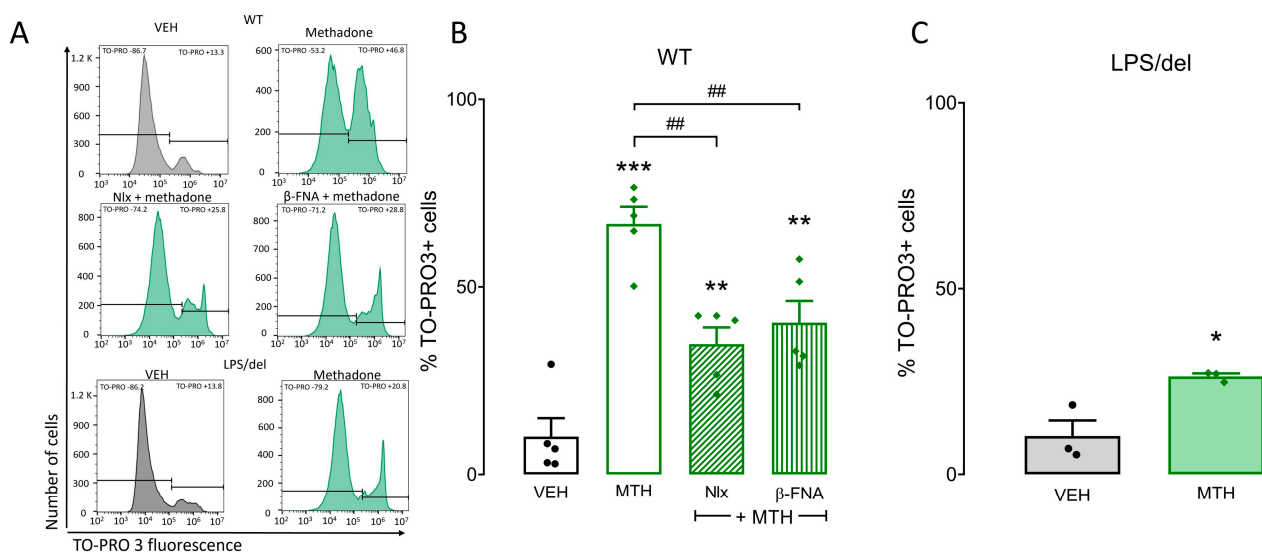 A
WT
VEH
Methadone
TO-PRO -86.7
TO-PRO +13.3
1.2 K
900
600
300
0
10³ 10⁴ 10⁵ 10⁶ 10⁷
TO-PRO -53.2
TO-PRO +46.8
600
400
200
0
10³ 10⁴ 10⁵ 10⁶ 10⁷
Nlx + methadone
β-FNA + methadone
TO-PRO -74.2
TO-PRO +25.8
800
600
400
200
0
10² 10³ 10⁴ 10⁵ 10⁶ 10⁷
TO-PRO -71.2
TO-PRO +28.8
800
700
400
200
0
10² 10³ 10⁴ 10⁵ 10⁶ 10⁷
LPS/del
VEH
Methadone
TO-PRO -86.2
TO-PRO +13.8
1.2 K
900
600
300
0
10² 10³ 10⁴ 10⁵ 10⁶ 10⁷
TO-PRO -79.2
TO-PRO +20.8
800
600
400
200
0
10² 10³ 10⁴ 10⁵ 10⁶ 10⁷
Number of cells
TO-PRO 3 fluorescence
B
WT
% TO-PRO3+ cells
100
50
0
##
##
***
**
**
VEH MTH Nlx β-FNA
+ MTH
C
LPS/del
% TO-PRO3+ cells
100
50
0
*
VEH MTH